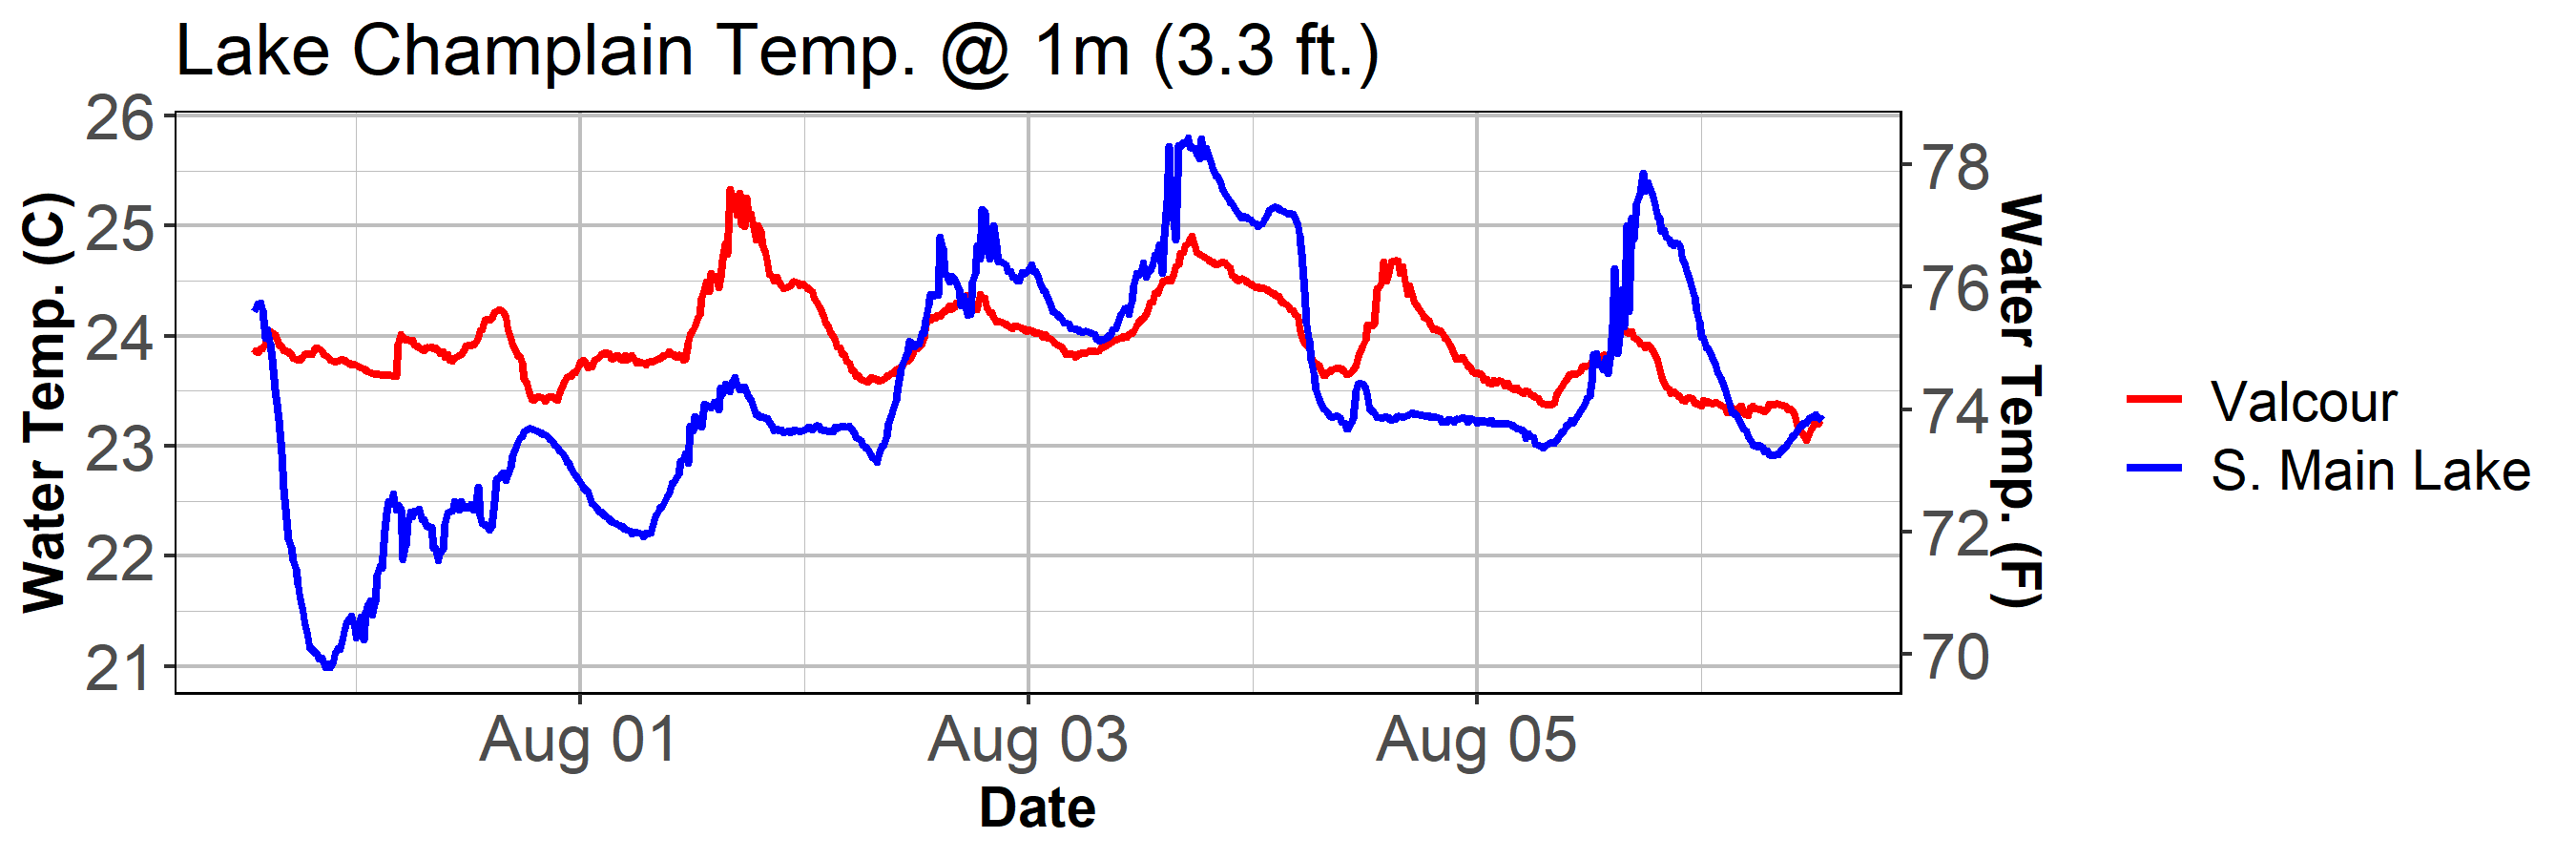 Lake Champlain Temp. @ 1m (3.3 ft.)
Water Temp. (C)
26
25
24
23
22
21
78
76
74
72
70
Water Temp. (F)
Aug 01
Aug 03
Aug 05
Date
Valcour
S. Main Lake